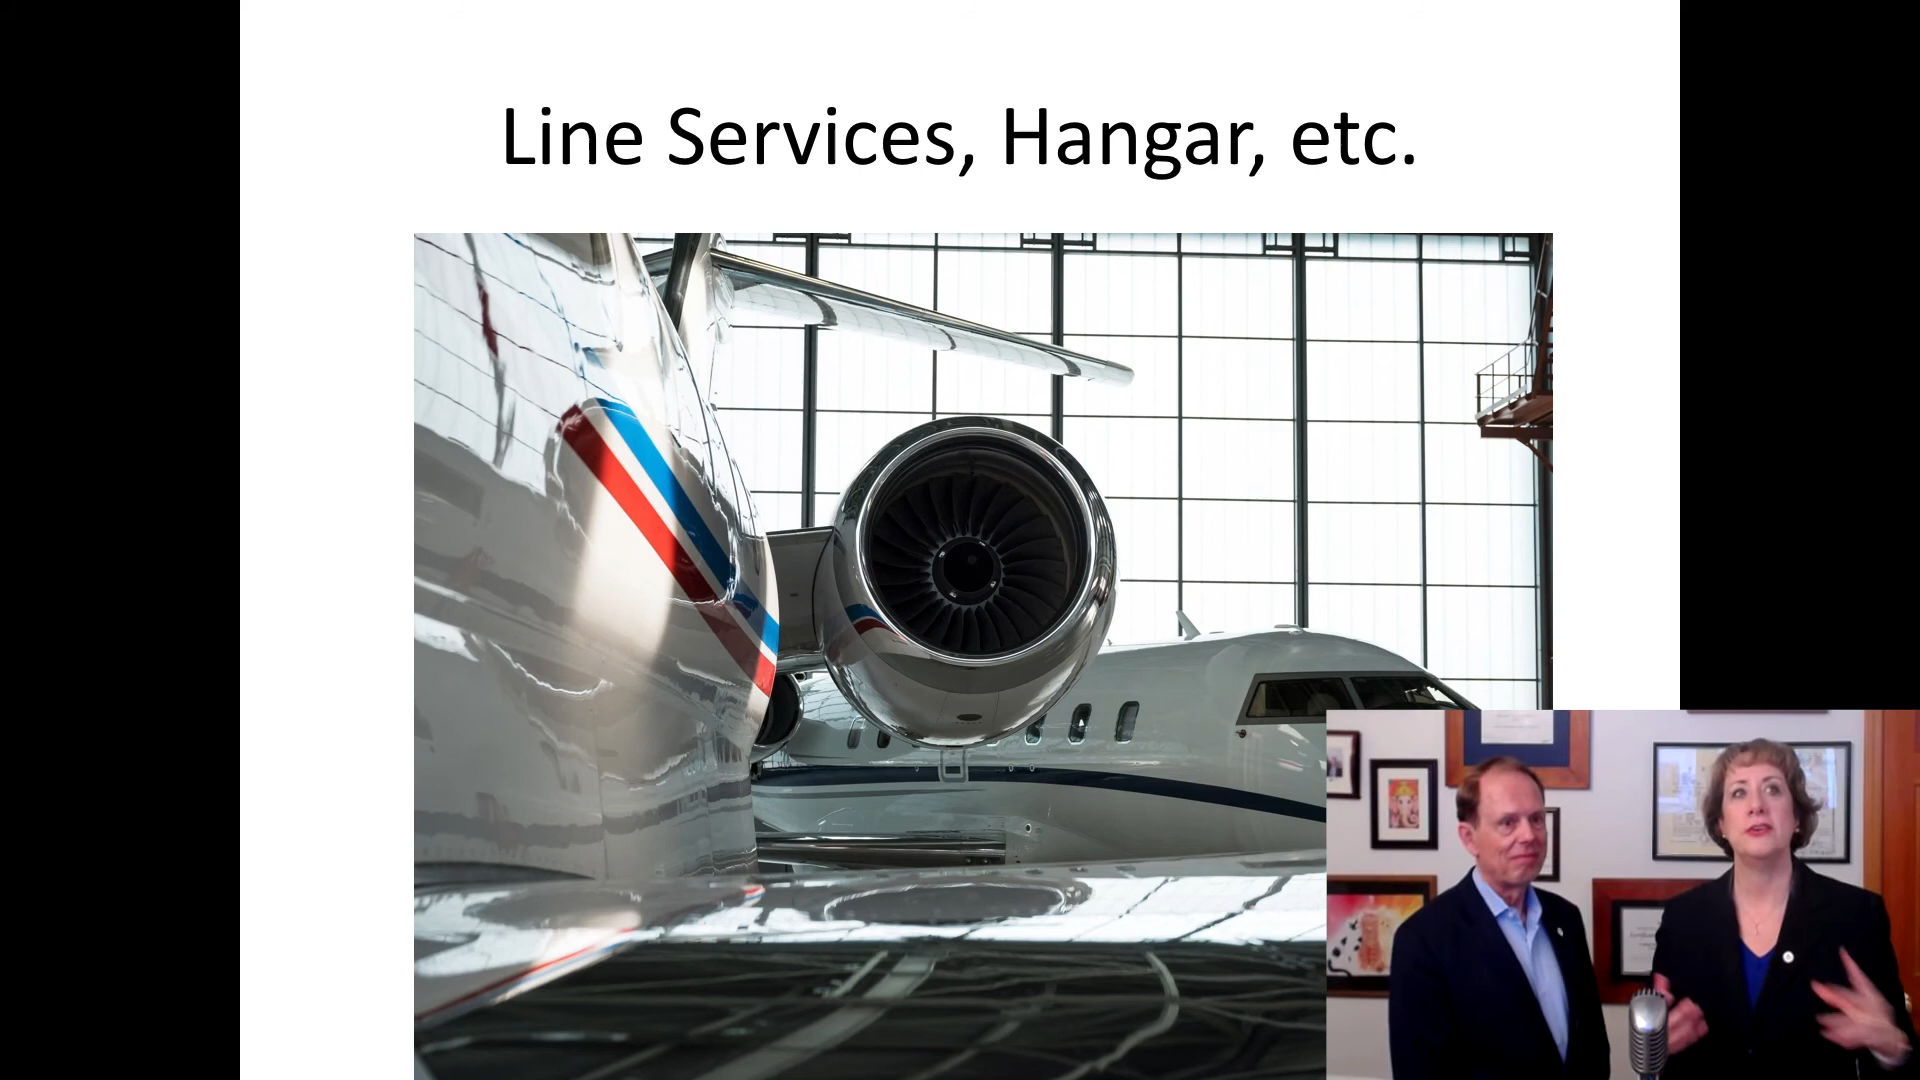 Line Services, Hangar, etc.